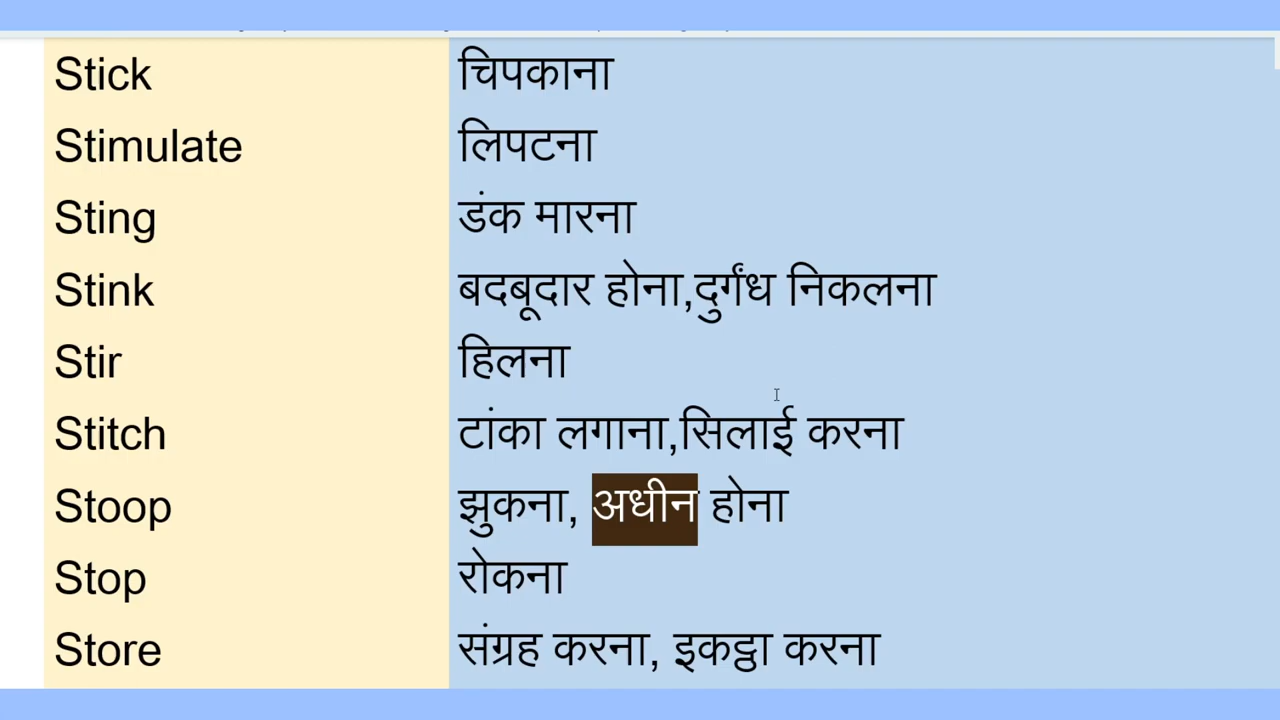 Stick चिपकाना
Stimulate लिपटना
Sting डंक मारना
Stink बदबूदार होना,दुर्गंध निकलना
Stir हिलना
Stitch टांका लगाना,सिलाई करना
Stoop झुकना, अधीन होना
Stop रोकना
Store संग्रह करना, इकट्ठा करना